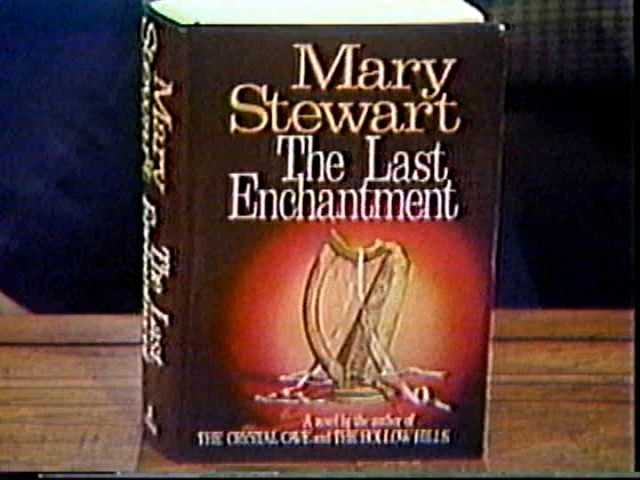 Mary
Stewart
The Last
Enchantment
A novel by the author of
THE CRYSTAL CAVE and THE HOLLOW HILLS
Mary
Stewart
The Last